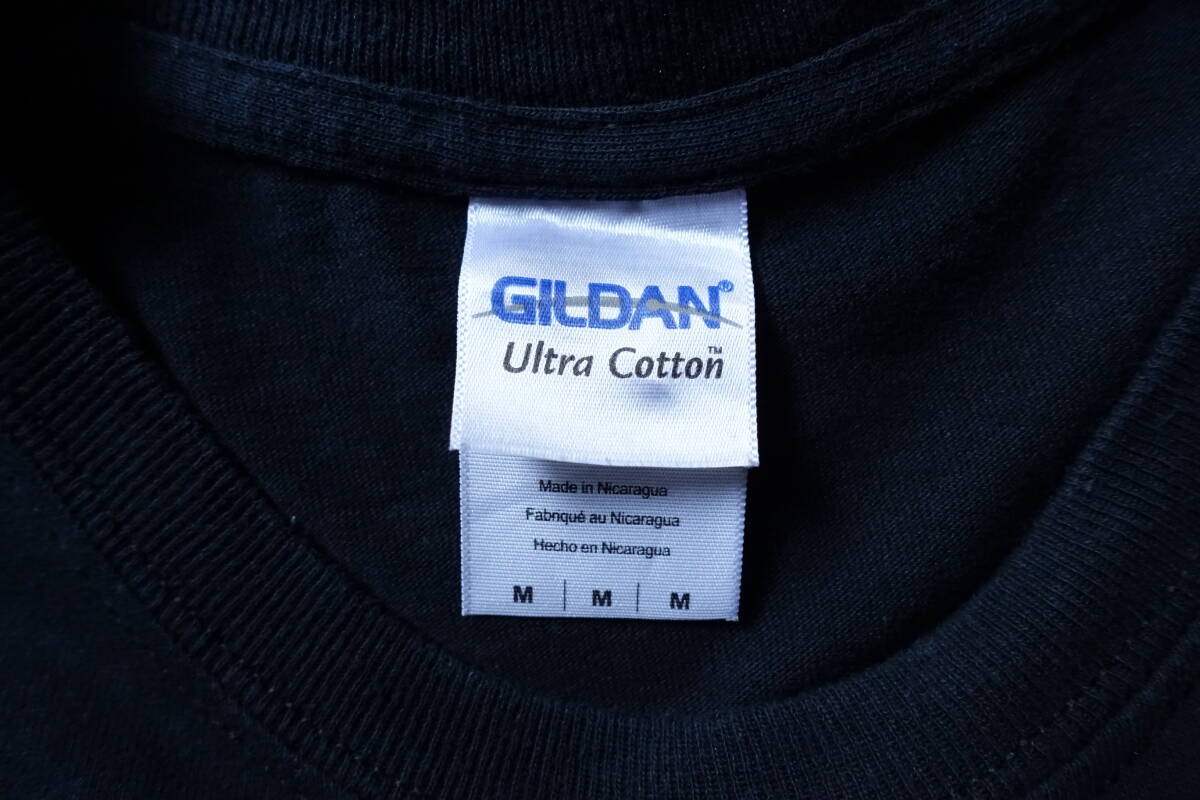 GILDAN®
Ultra Cotton™
Made in Nicaragua
Fabriqué au Nicaragua
Hecho en Nicaragua
M | M | M